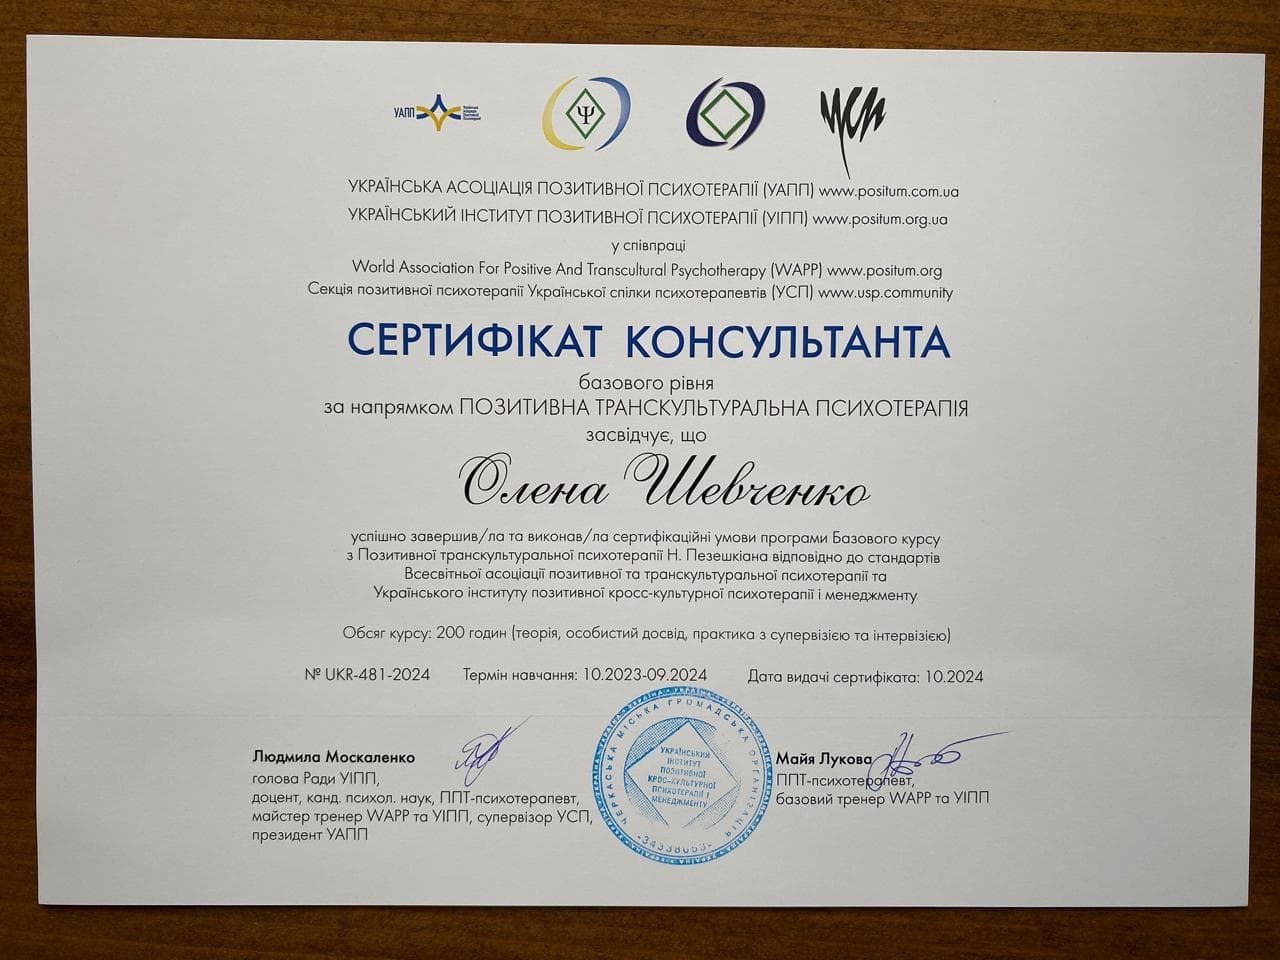 УАПП
Ψ
УСП
УКРАЇНСЬКА АСОЦІАЦІЯ ПОЗИТИВНОЇ ПСИХОТЕРАПІЇ (УАПП) www.positum.com.ua
УКРАЇНСЬКИЙ ІНСТИТУТ ПОЗИТИВНОЇ ПСИХОТЕРАПІЇ (УІПП) www.positum.org.ua
у співпраці
World Association For Positive And Transcultural Psychotherapy (WAPP) www.positum.org
Секція позитивної психотерапії Української спілки психотерапевтів (УСП) www.usp.community
СЕРТИФІКАТ КОНСУЛЬТАНТА
базового рівня
за напрямком ПОЗИТИВНА ТРАНСКУЛЬТУРАЛЬНА ПСИХОТЕРАПІЯ
засвідчує, що
Олена Шевченко
успішно завершив/ла та виконав/ла сертифікаційні умови програми Базового курсу
з Позитивної транскультуральної психотерапії Н. Пезешкіана відповідно до стандартів
Всесвітньої асоціації позитивної та транскультуральної психотерапії та
Українського інституту позитивної кросс-культурної психотерапії і менеджменту
Обсяг курсу: 200 годин (теорія, особистий досвід, практика з супервізією та інтервізією)
№ UKR-481-2024 Термін навчання: 10.2023-09.2024 Дата видачі сертифіката: 10.2024
Людмила Москаленко
голова Ради УІПП,
доцент, канд. психол. наук, ППТ-психотерапевт,
майстер тренер WAPP та УІПП, супервізор УСП,
президент УАПП
ЧЕРКАСЬКА МІСЬКА ГРОМАДСЬКА ОРГАНІЗАЦІЯ
УКРАЇНСЬКИЙ
ІНСТИТУТ
ПОЗИТИВНОЇ
КРОС-КУЛЬТУРНОЇ
ПСИХОТЕРАПІЇ І
МЕНЕДЖМЕНТУ
Майя Лукова
ППТ-психотерапевт,
базовий тренер WAPP та УІПП